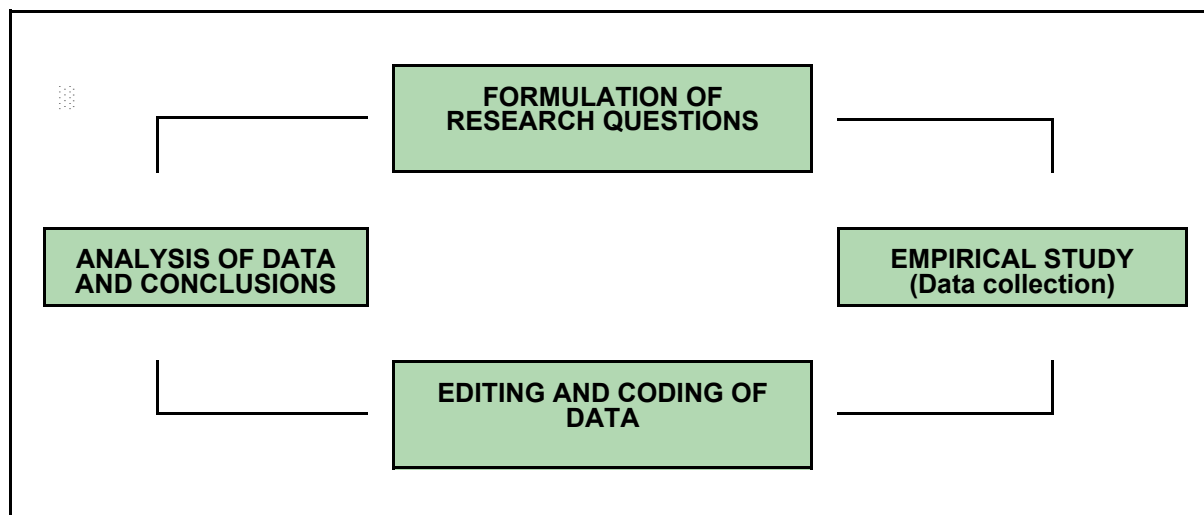 FORMULATION OF
RESEARCH QUESTIONS
ANALYSIS OF DATA
AND CONCLUSIONS
EMPIRICAL STUDY
(Data collection)
EDITING AND CODING OF
DATA